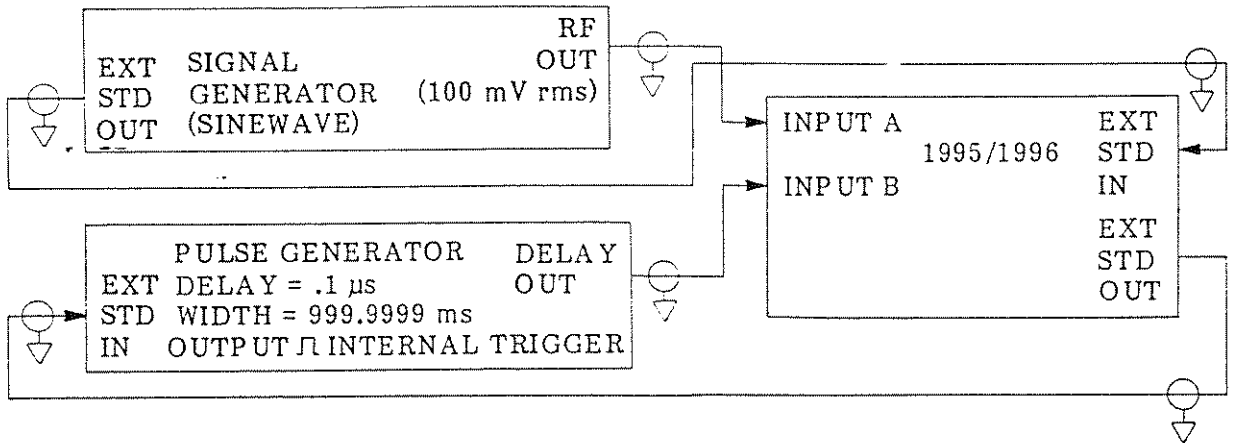 RF
EXT SIGNAL OUT
STD GENERATOR (100 mV rms)
OUT (SINEWAVE)
INPUT A EXT
1995/1996 STD
INPUT B IN
EXT
STD
OUT
PULSE GENERATOR DELAY
EXT DELAY = .1 µs OUT
STD WIDTH = 999.9999 ms
IN OUTPUT ⎍ INTERNAL TRIGGER